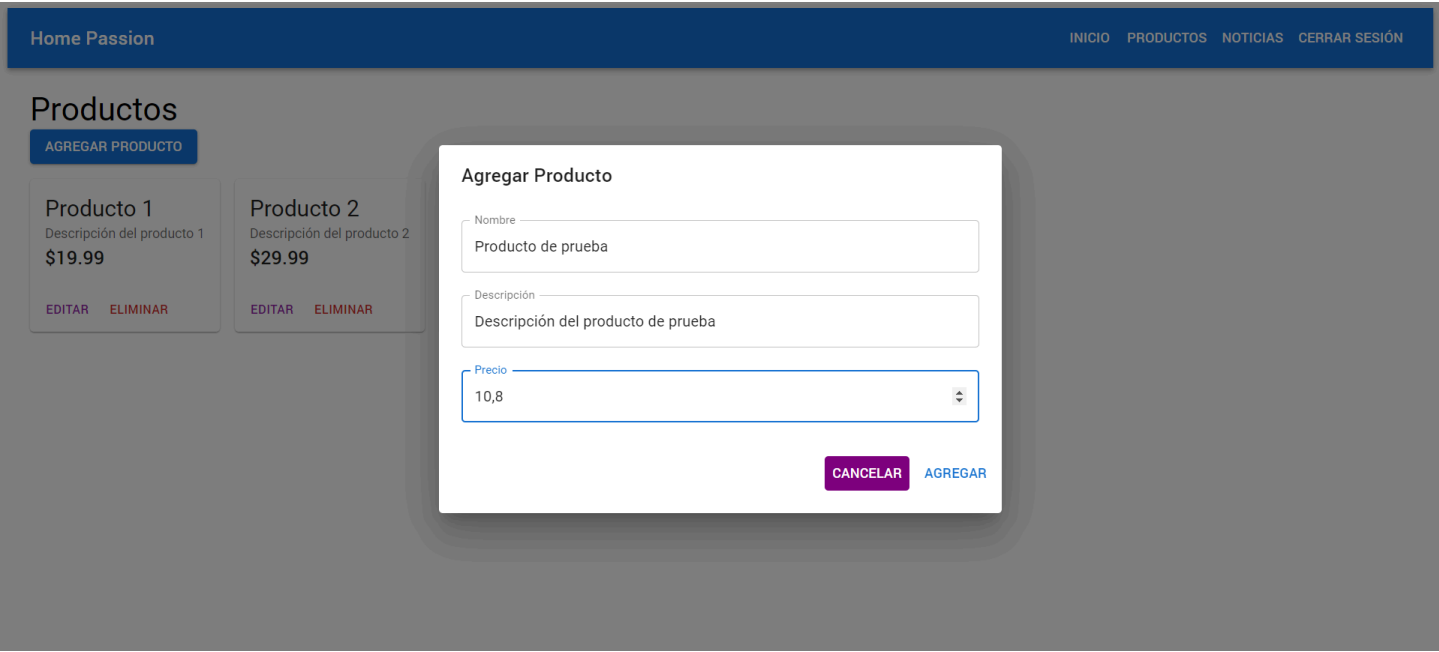 Home Passion
INICIO PRODUCTOS NOTICIAS CERRAR SESIÓN
Productos
AGREGAR PRODUCTO
Producto 1
Descripción del producto 1
$19.99
EDITAR ELIMINAR
Producto 2
Descripción del producto 2
$29.99
EDITAR ELIMINAR
Agregar Producto
Nombre
Producto de prueba
Descripción
Descripción del producto de prueba
Precio
10,8
CANCELAR AGREGAR